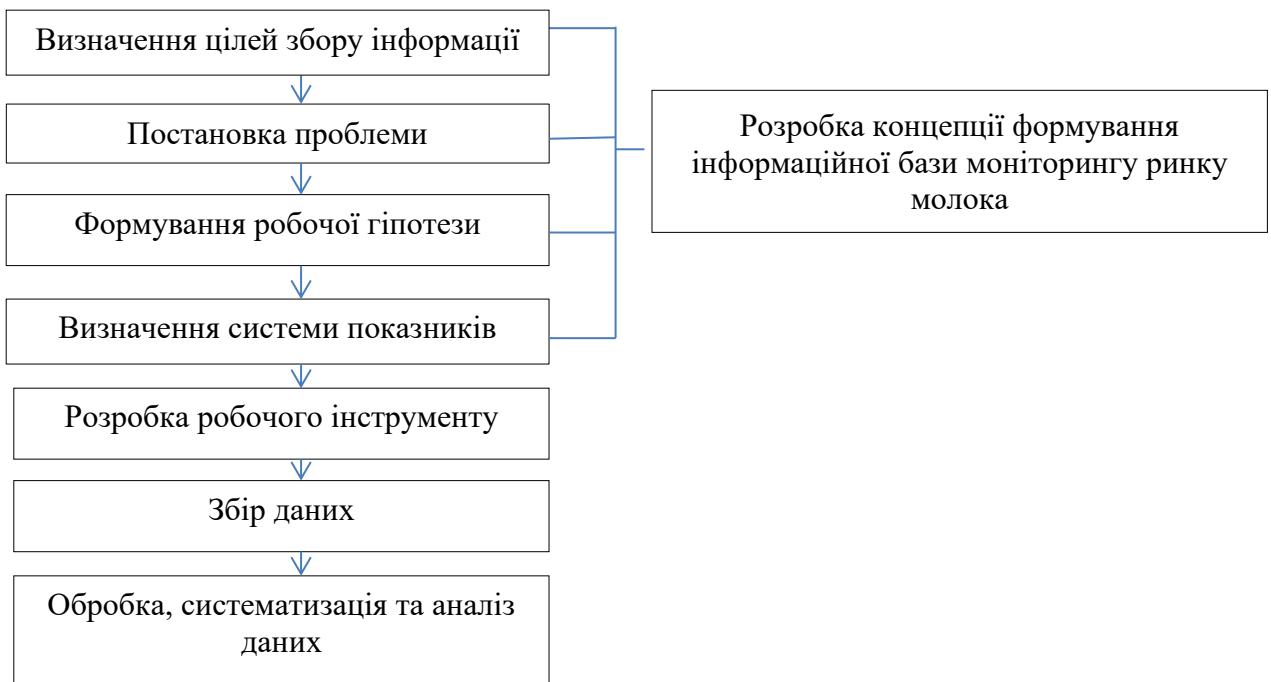 Визначення цілей збору інформації
Постановка проблеми
Формування робочої гіпотези
Визначення системи показників
Розробка робочого інструменту
Збір даних
Обробка, систематизація та аналіз
даних
Розробка концепції формування
інформаційної бази моніторингу ринку
молока